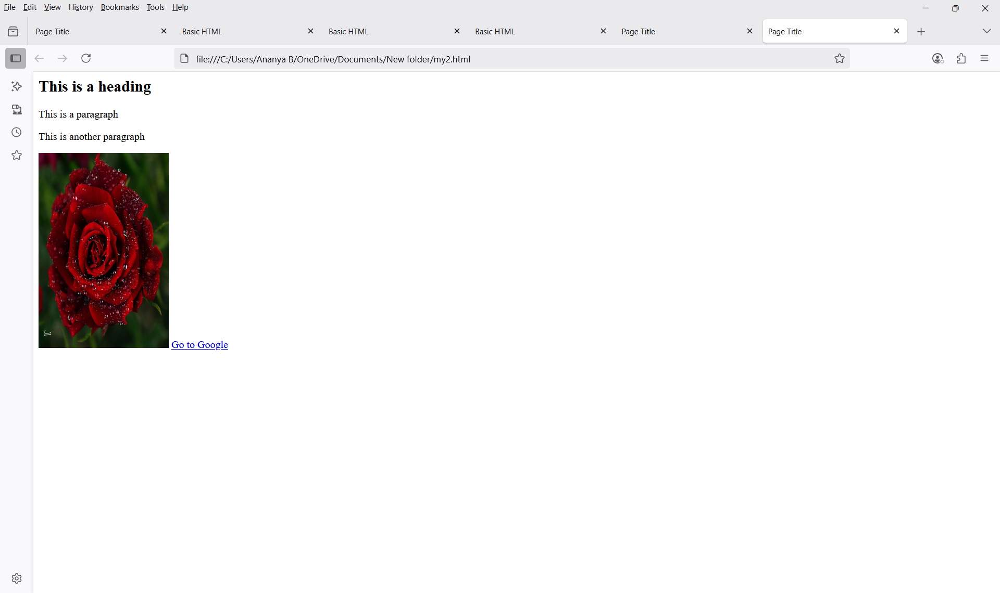 File Edit View History Bookmarks Tools Help
Page Title Basic HTML Basic HTML Basic HTML Page Title Page Title
file:///C:/Users/Ananya B/OneDrive/Documents/New folder/my2.html
This is a heading
This is a paragraph
This is another paragraph
Go to Google